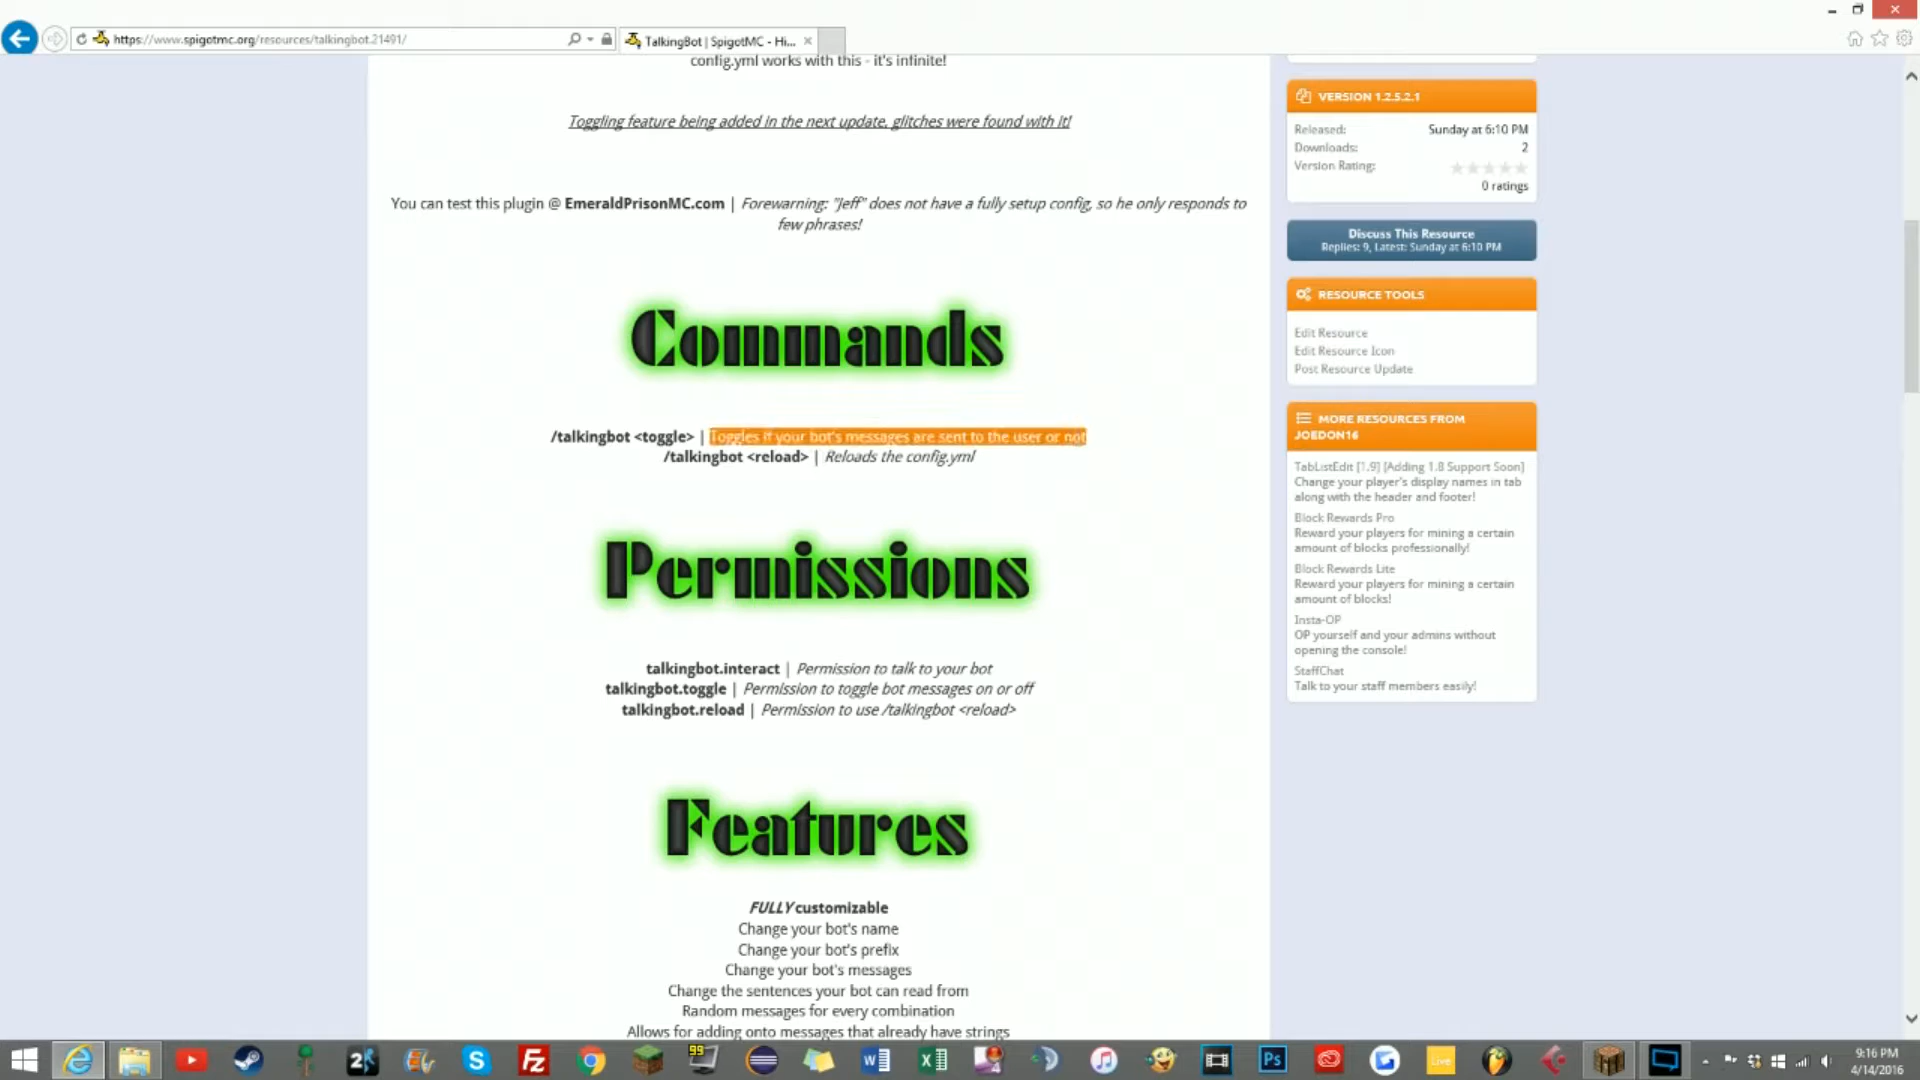 https://www.spigotmc.org/resources/talkingbot.21491/
TalkingBot | SpigotMC - Hi...
config.yml works with this - it's infinite!
Toggling feature being added in the next update, glitches were found with it!
You can test this plugin @ EmeraldPrisonMC.com | Forewarning: "Jeff" does not have a fully setup config, so he only responds to
few phrases!
Commands
/talkingbot <toggle> | Toggles if your bot's messages are sent to the user or not
/talkingbot <reload> | Reloads the config.yml
Permissions
talkingbot.interact | Permission to talk to your bot
talkingbot.toggle | Permission to toggle bot messages on or off
talkingbot.reload | Permission to use /talkingbot <reload>
Features
FULLY customizable
Change your bot's name
Change your bot's prefix
Change your bot's messages
Change the sentences your bot can read from
Random messages for every combination
Allows for adding onto messages that already have strings
VERSION 1.2.5.2.1
Released: Sunday at 6:10 PM
Downloads: 2
Version Rating:
0 ratings
Discuss This Resource
Replies: 9, Latest: Sunday at 6:10 PM
RESOURCE TOOLS
Edit Resource
Edit Resource Icon
Post Resource Update
MORE RESOURCES FROM
JOEDON16
TabListEdit [1.9] [Adding 1.8 Support Soon]
Change your player's display names in tab
along with the header and footer!
Block Rewards Pro
Reward your players for mining a certain
amount of blocks professionally!
Block Rewards Lite
Reward your players for mining a certain
amount of blocks!
Insta-OP
OP yourself and your admins without
opening the console!
StaffChat
Talk to your staff members easily!
99
Live
Ps
9:16 PM
4/14/2016